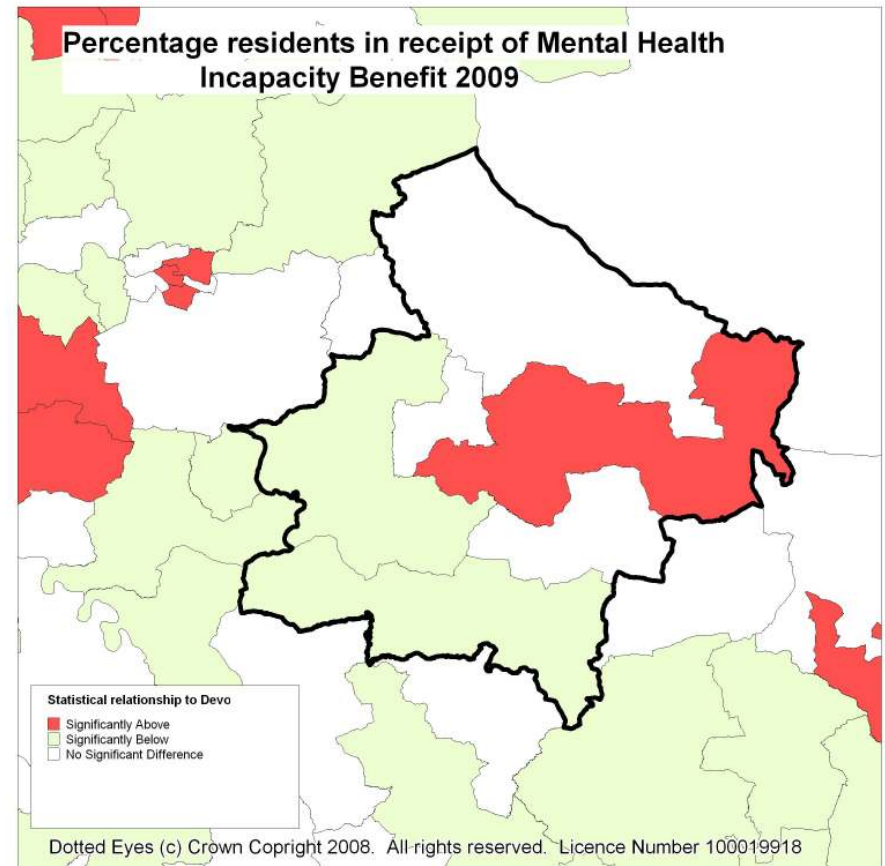 Percentage residents in receipt of Mental Health
Incapacity Benefit 2009
Statistical relationship to Devo
Significantly Above
Significantly Below
No Significant Difference
Dotted Eyes (c) Crown Copright 2008. All rights reserved. Licence Number 100019918